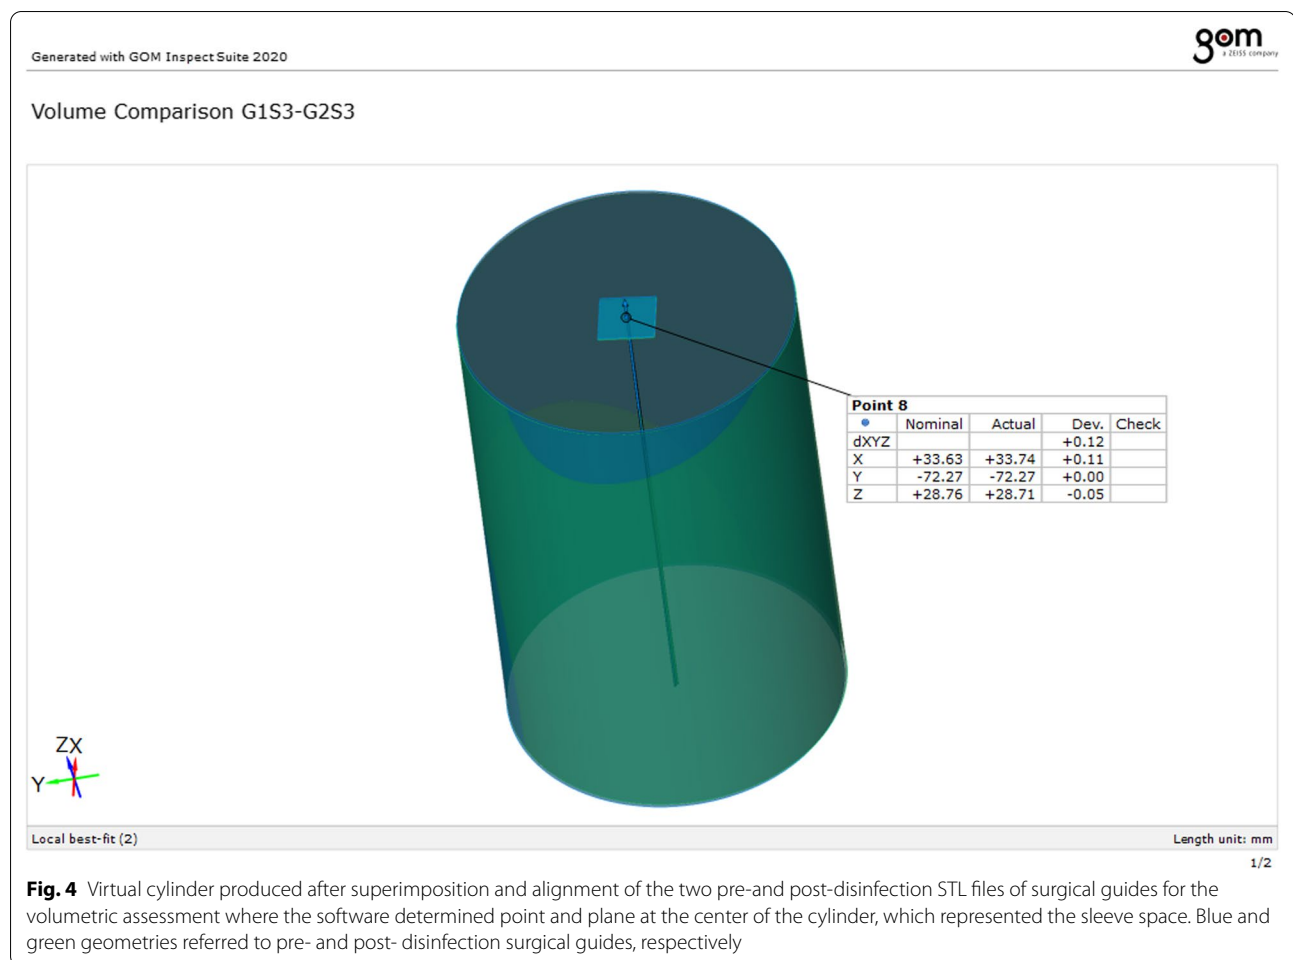 gom
a ZEISS company
Generated with GOM Inspect Suite 2020
Volume Comparison G1S3-G2S3
Point 8
Nominal Actual Dev. Check
dXYZ +0.12
X +33.63 +33.74 +0.11
Y -72.27 -72.27 +0.00
Z +28.76 +28.71 -0.05
ZX
Y
Local best-fit (2) Length unit: mm
1/2
Fig. 4 Virtual cylinder produced after superimposition and alignment of the two pre-and post-disinfection STL files of surgical guides for the
volumetric assessment where the software determined point and plane at the center of the cylinder, which represented the sleeve space. Blue and
green geometries referred to pre- and post- disinfection surgical guides, respectively